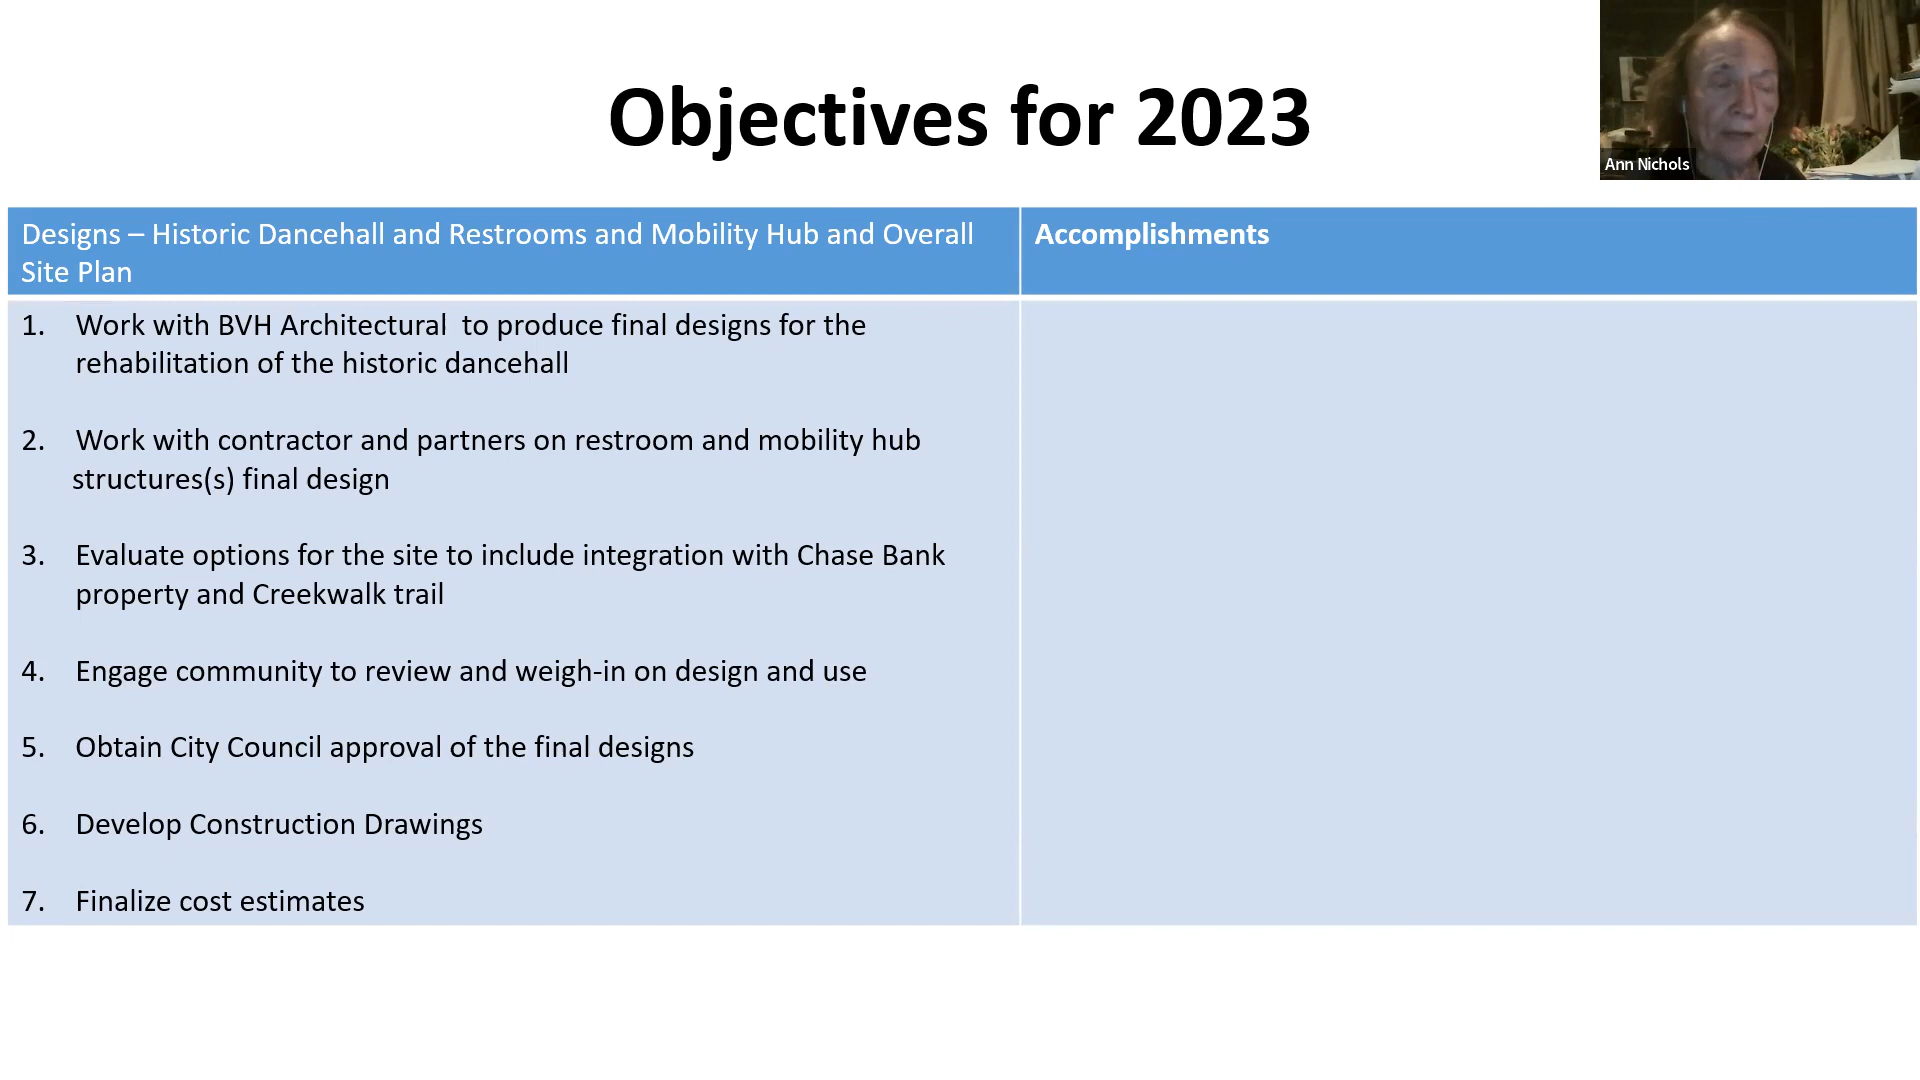 Objectives for 2023
Ann Nichols
Designs – Historic Dancehall and Restrooms and Mobility Hub and Overall
Site Plan
Accomplishments
1. Work with BVH Architectural  to produce final designs for the
rehabilitation of the historic dancehall
2. Work with contractor and partners on restroom and mobility hub
structures(s) final design
3. Evaluate options for the site to include integration with Chase Bank
property and Creekwalk trail
4. Engage community to review and weigh-in on design and use
5. Obtain City Council approval of the final designs
6. Develop Construction Drawings
7. Finalize cost estimates